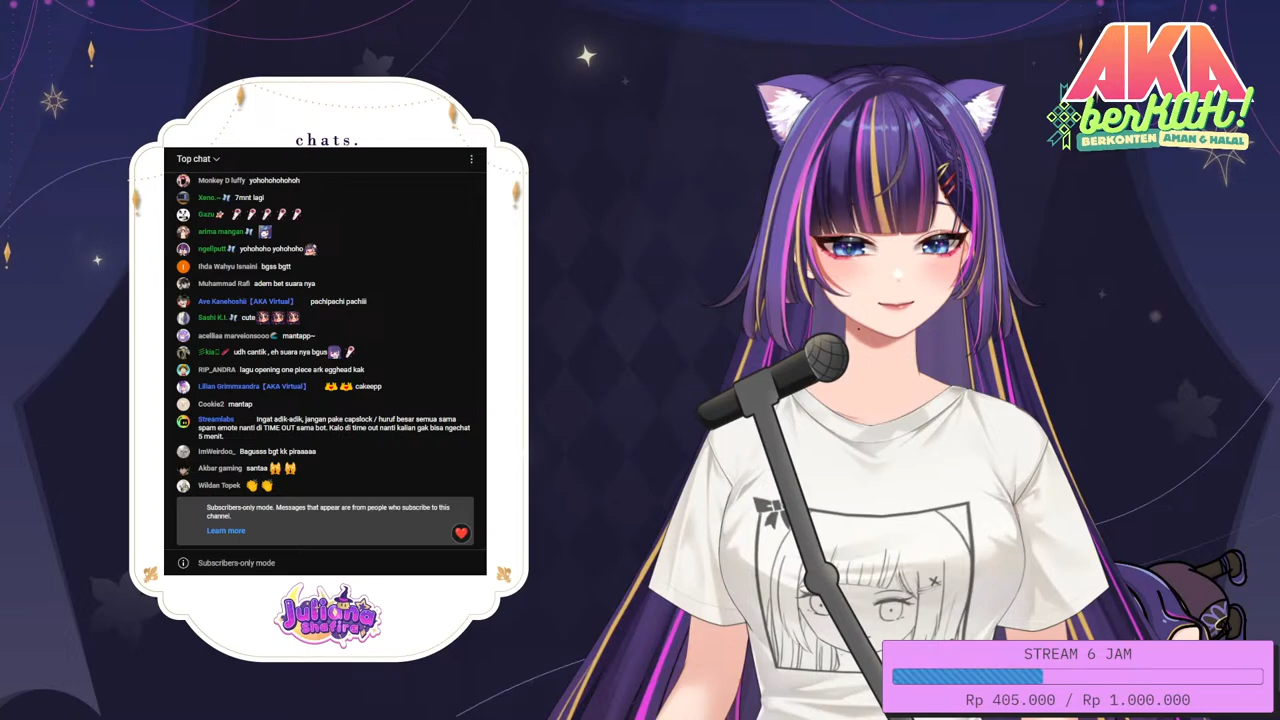 AKA
berKAH!
BERKONTEN AMAN & HALAL
chats.
Top chat
Monkey D luffy yohohohohohoh
Xeno.~ 7mnt lagi
Gazu
arima mangan
ngellputt yohohoho yohohoho
I Ihda Wahyu Isnaini bgss bgtt
Muhammad Rafi adem bet suara nya
Ave Kanehoshi【AKA Virtual】 pachipachi pachiii
Sashi K.I. cute
acelliaa marveionsooo mantapp~
kia udh cantik , eh suara nya bgus
RIP_ANDRA lagu opening one piece ark egghead kak
Lilian Grimmxandra【AKA Virtual】 cakeepp
Cookie2 mantap
Streamlabs Ingat adik-adik, jangan pake capslock / huruf besar semua sama
spam emote nanti di TIME OUT sama bot. Kalo di time out nanti kalian gak bisa ngechat
5 menit.
ImWeirdoo_ Bagusss bgt kk piraaaaa
Akbar gaming santaa
Wildan Topek
Subscribers-only mode. Messages that appear are from people who subscribe to this
channel.
Learn more
Subscribers-only mode
Juliana
Shafira
STREAM 6 JAM
Rp 405.000 / Rp 1.000.000